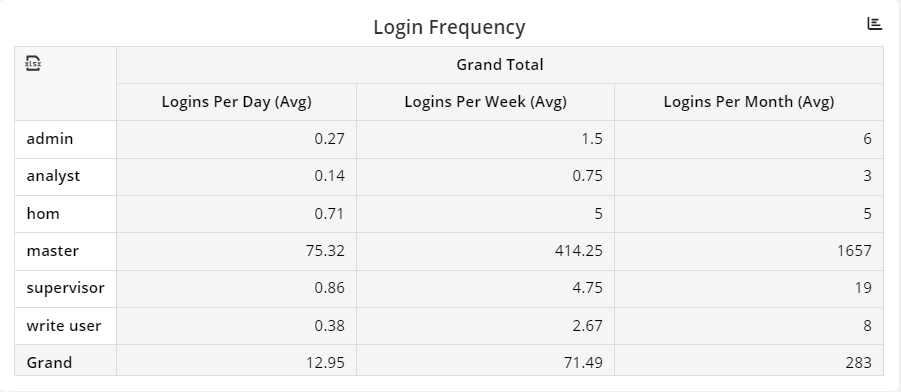 Login Frequency
xlsx
Grand Total
Logins Per Day (Avg) Logins Per Week (Avg) Logins Per Month (Avg)
admin 0.27 1.5 6
analyst 0.14 0.75 3
hom 0.71 5 5
master 75.32 414.25 1657
supervisor 0.86 4.75 19
write user 0.38 2.67 8
Grand 12.95 71.49 283